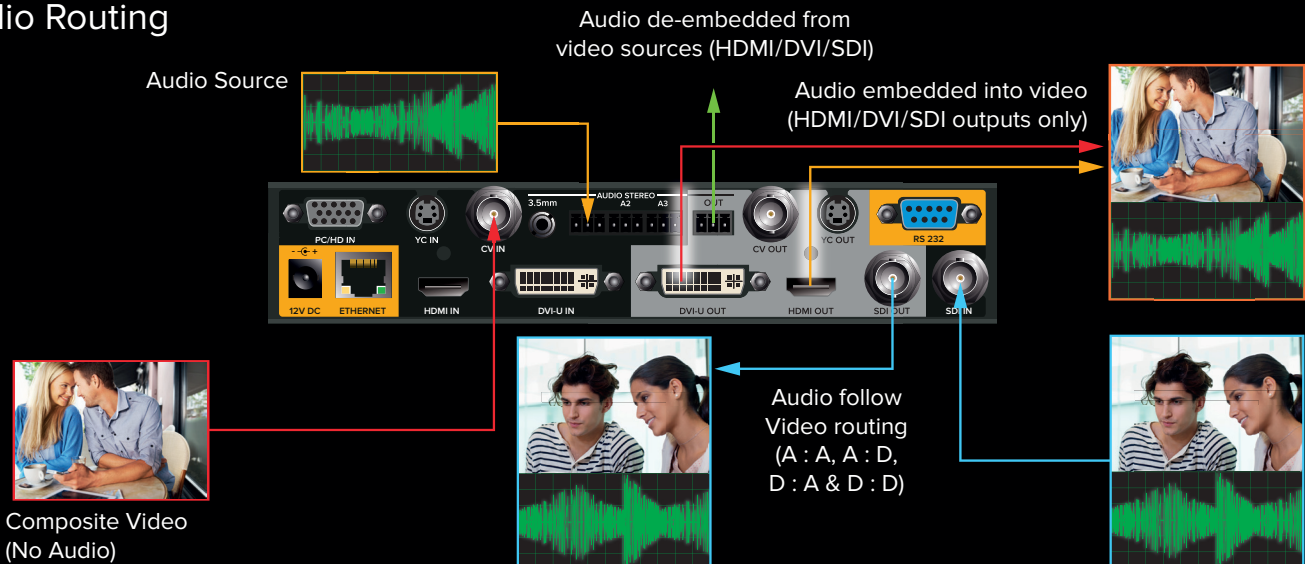 dio Routing
Audio de-embedded from
video sources (HDMI/DVI/SDI)
Audio Source
Audio embedded into video
(HDMI/DVI/SDI outputs only)
PC/HD IN
YC IN
CV IN
3.5mm
AUDIO STEREO
A2
A3
OUT
CV OUT
YC OUT
RS 232
12V DC
ETHERNET
HDMI IN
DVI-U IN
DVI-U OUT
HDMI OUT
SDI OUT
SDI IN
Audio follow
Video routing
(A : A, A : D,
D : A & D : D)
Composite Video
(No Audio)